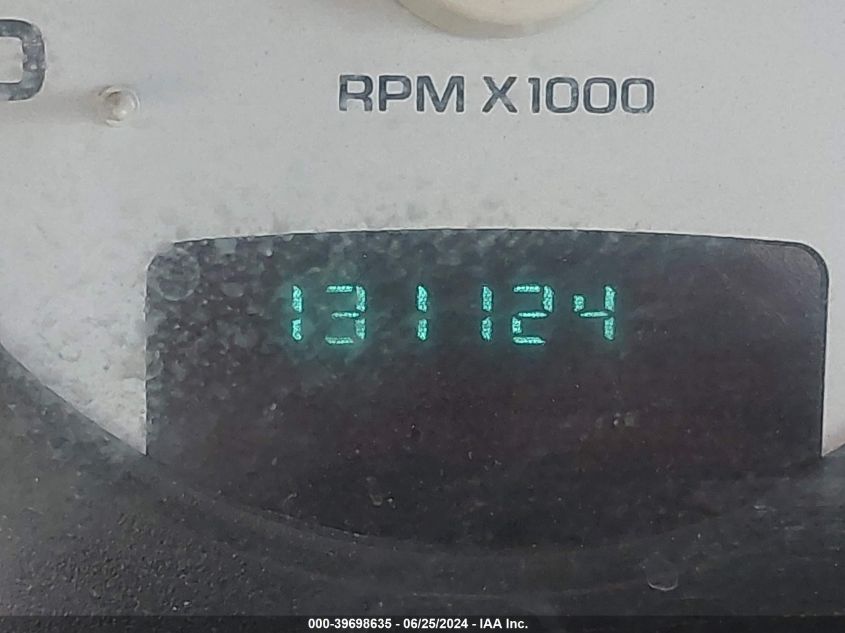 RPM X1000
131124
000-39698635 - 06/25/2024 - IAA Inc.